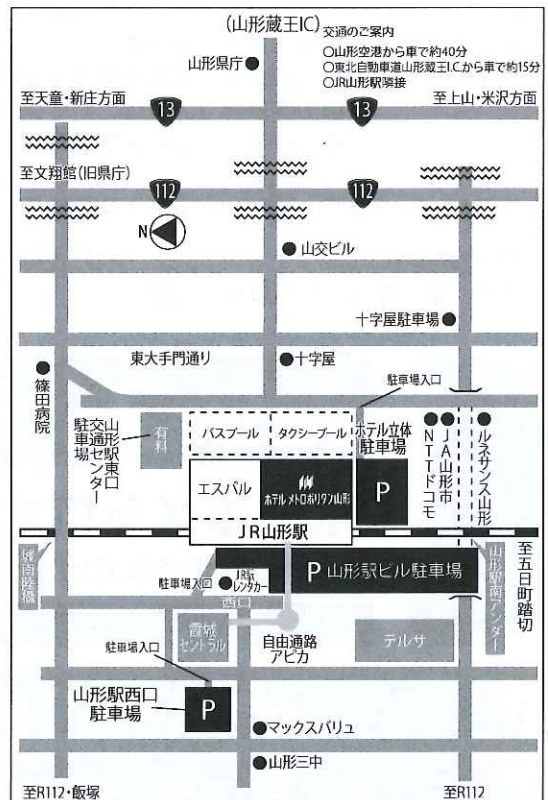 (山形蔵王IC)
交通のご案内
○山形空港から車で約40分
○東北自動車道山形蔵王I.C.から車で約15分
○JR山形駅隣接
山形県庁
至天童・新庄方面
13
13
至上山・米沢方面
至文翔館(旧県庁)
112
112
N
山交ビル
十字屋駐車場
東大手門通り
十字屋
駐車場入口
篠田病院
山形駅東口
交通センター
駐車場
有料
バスプール
タクシープール
ホテル立体
駐車場
P
NTTドコモ
JA山形市
ルネサンス山形
エスパル
ホテルメトロポリタン山形
JR山形駅
城南陸橋
駐車場入口
JR駅
レンタカー
西口
P 山形駅ビル駐車場
山形駅南アンダー
至五日町踏切
霞城
セントラル
自由通路
アピカ
テルサ
駐車場入口
山形駅西口
駐車場
P
マックスバリュ
山形三中
至R112・飯塚
至R112